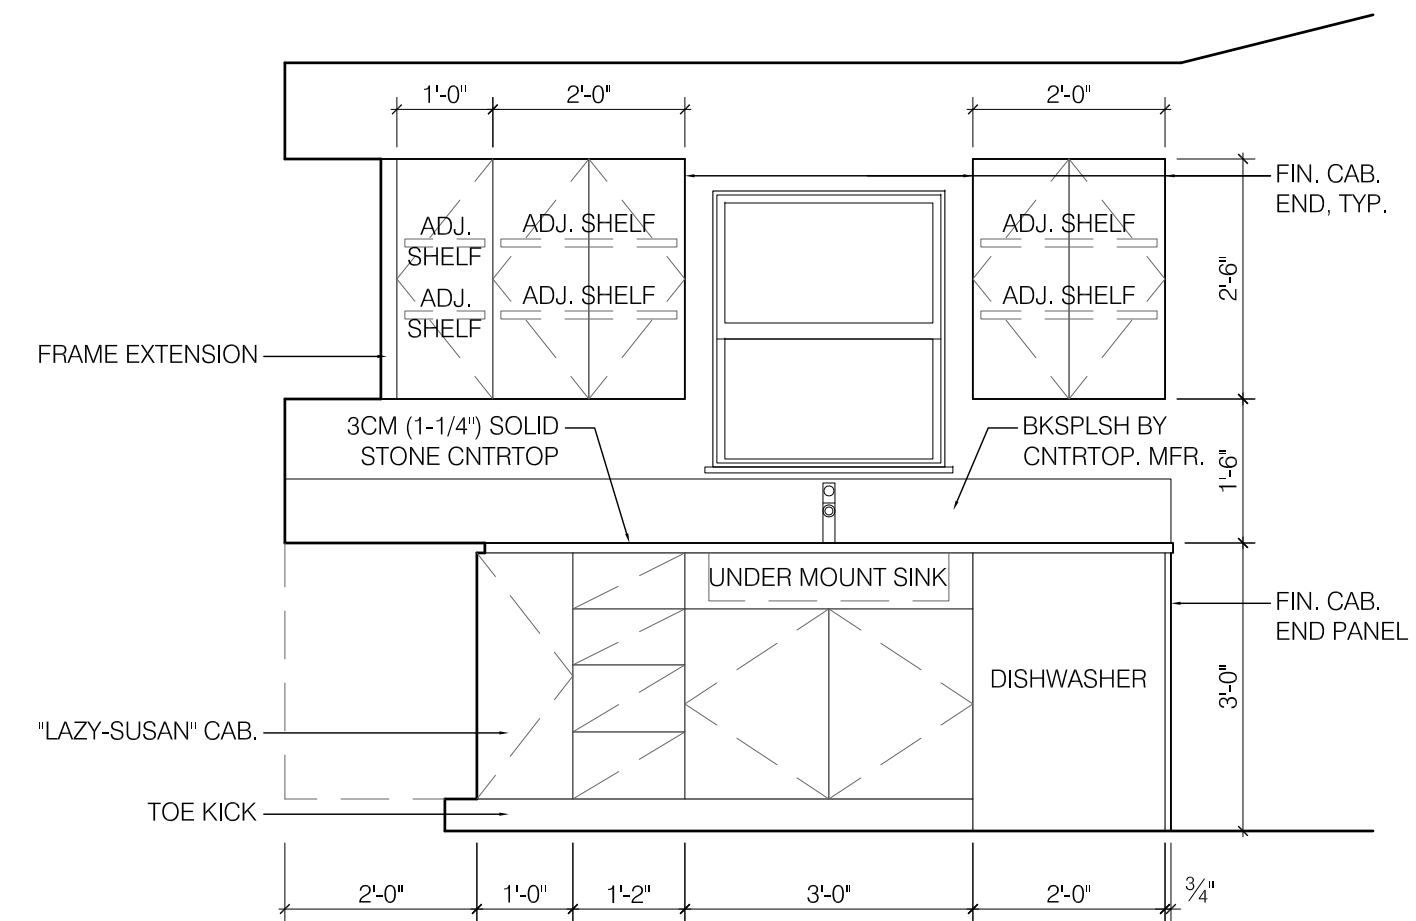 1'-0"
2'-0"
2'-0"
FIN. CAB.
END, TYP.
ADJ.
SHELF
ADJ. SHELF
ADJ. SHELF
2'-6"
ADJ.
SHELF
ADJ. SHELF
ADJ. SHELF
FRAME EXTENSION
3CM (1-1/4") SOLID
STONE CNTRTOP
BKSPLSH BY
CNTRTOP. MFR.
1'-6"
UNDER MOUNT SINK
FIN. CAB.
END PANEL
DISHWASHER
3'-0"
"LAZY-SUSAN" CAB.
TOE KICK
2'-0"
1'-0"
1'-2"
3'-0"
2'-0"
3/4"